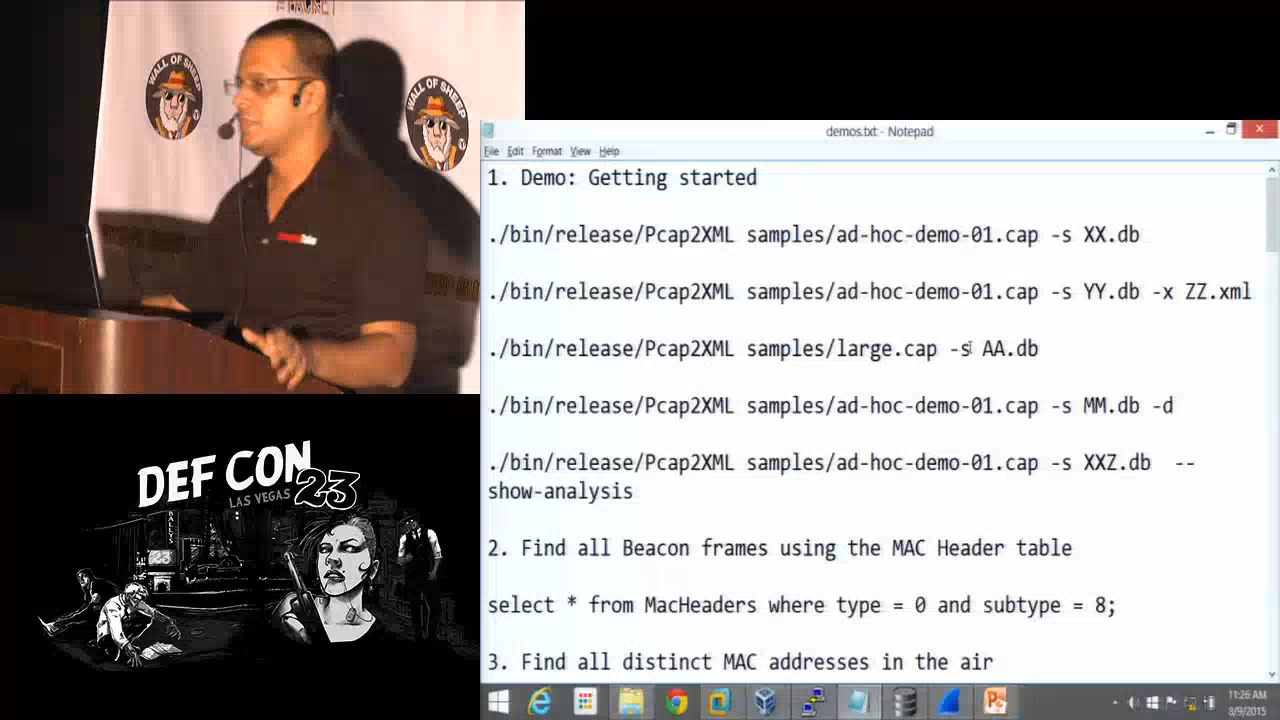 WALL OF SHEEP
WALL OF SHEEP
DEF CON
23
LAS VEGAS
BALLY'S
demos.txt - Notepad
File Edit Format View Help
1. Demo: Getting started
./bin/release/Pcap2XML samples/ad-hoc-demo-01.cap -s XX.db
./bin/release/Pcap2XML samples/ad-hoc-demo-01.cap -s YY.db -x ZZ.xml
./bin/release/Pcap2XML samples/large.cap -s AA.db
./bin/release/Pcap2XML samples/ad-hoc-demo-01.cap -s MM.db -d
./bin/release/Pcap2XML samples/ad-hoc-demo-01.cap -s XXZ.db --
show-analysis
2. Find all Beacon frames using the MAC Header table
select * from MacHeaders where type = 0 and subtype = 8;
3. Find all distinct MAC addresses in the air
11:26 AM
8/9/2015